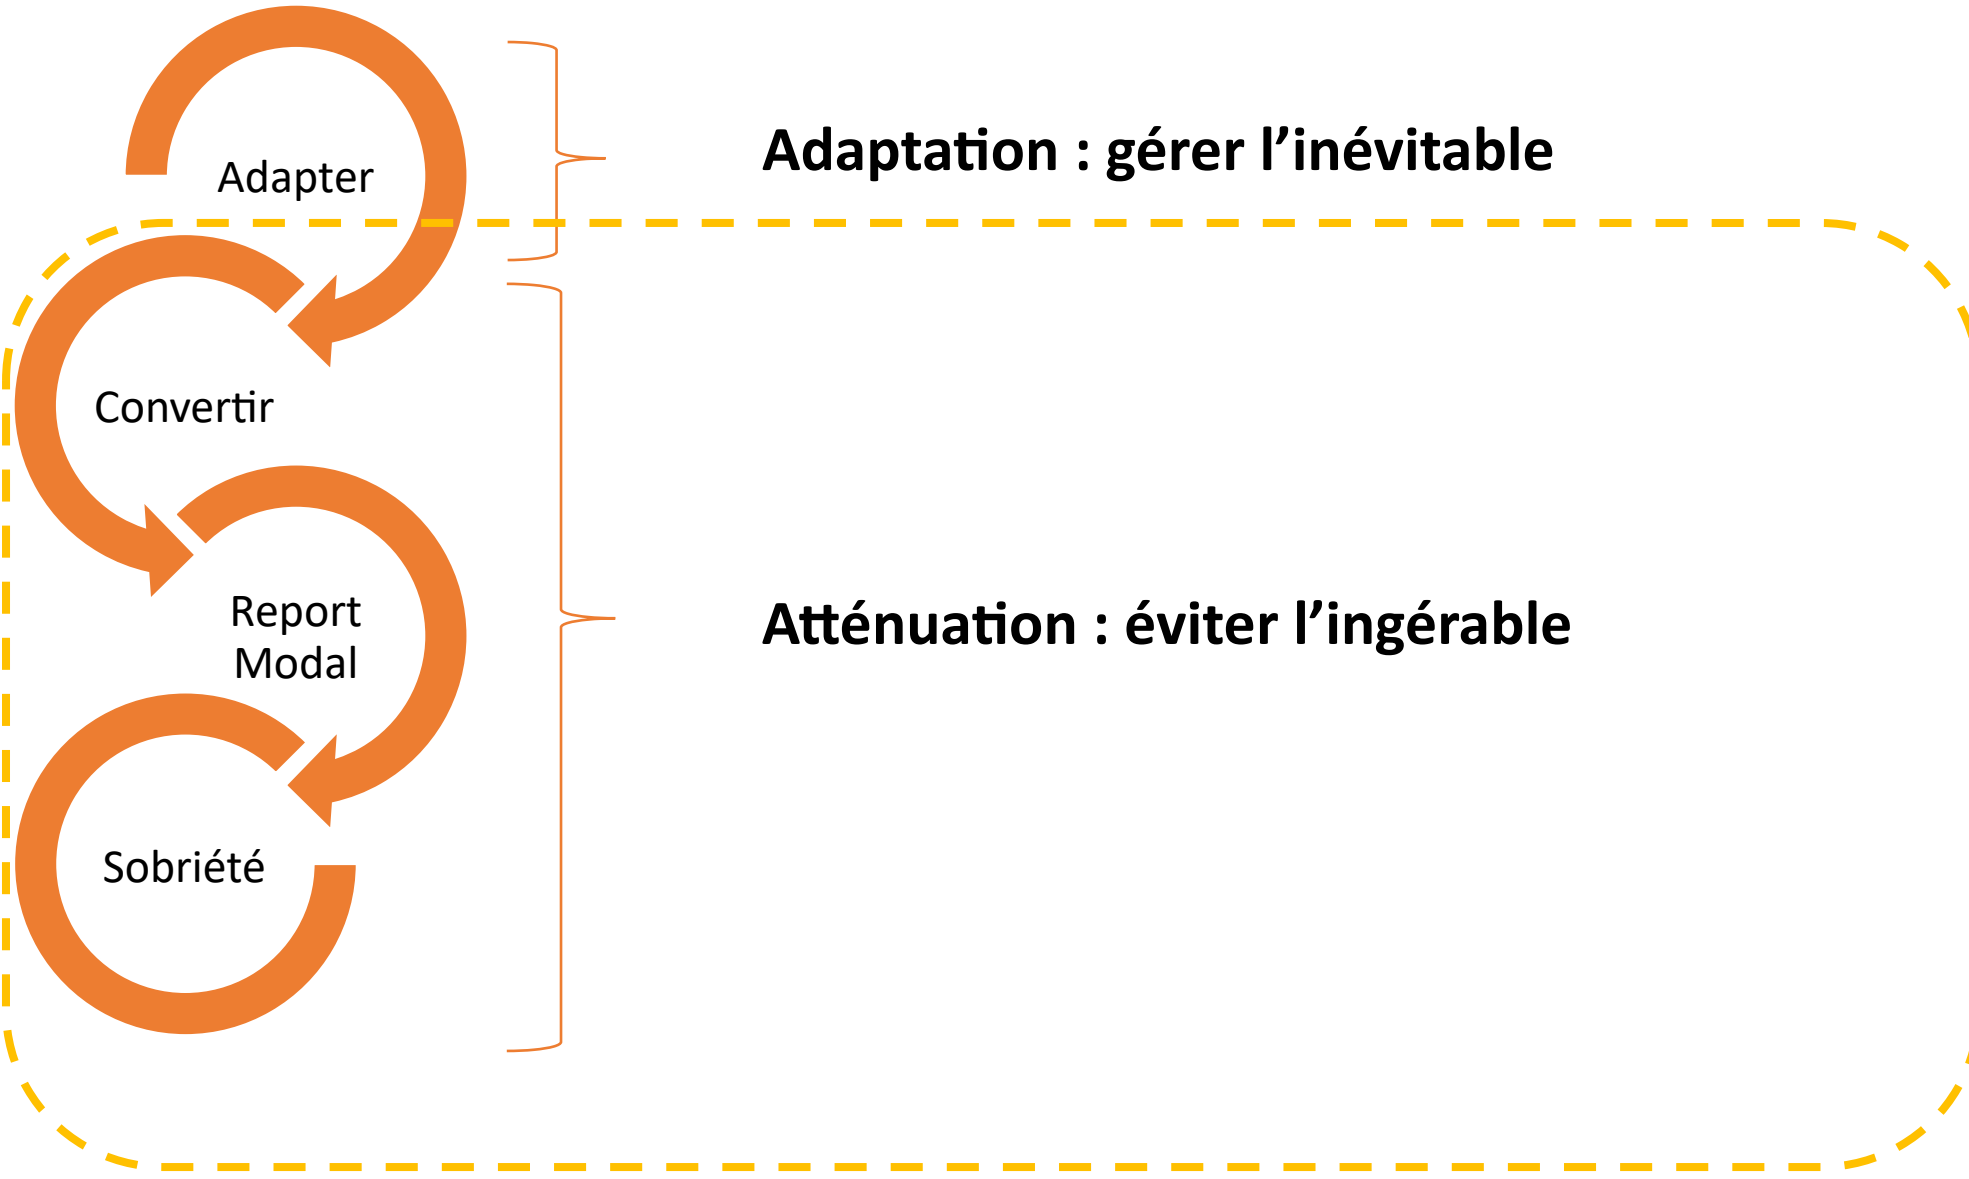 Adapter
Adaptation : gérer l’inévitable
Convertir
Report
Modal
Atténuation : éviter l’ingérable
Sobriété